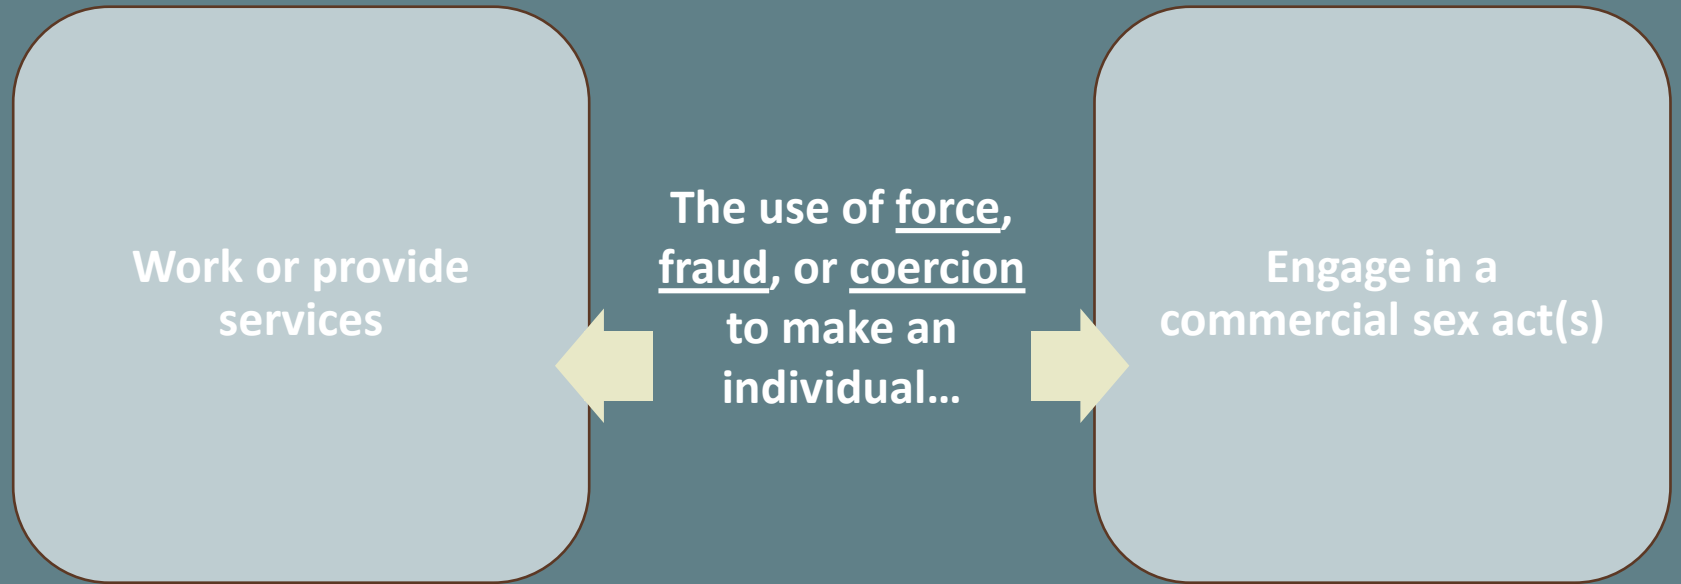 Work or provide
services
The use of force,
fraud, or coercion
to make an
individual…
Engage in a
commercial sex act(s)